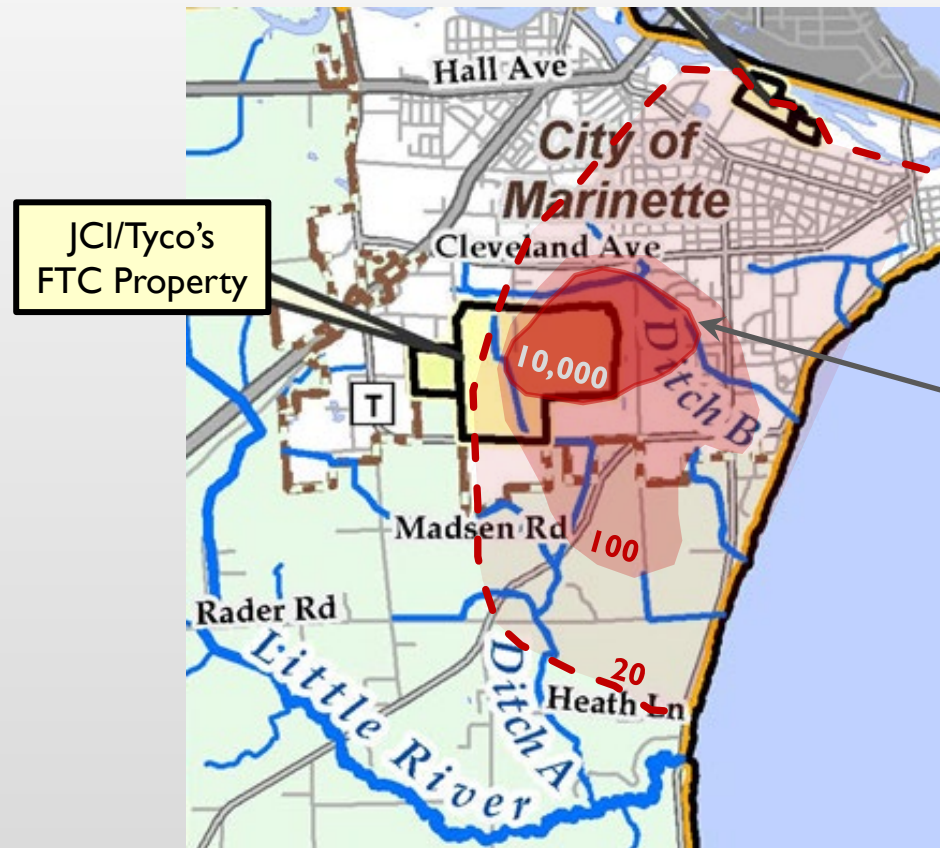 Hall Ave
City of
Marinette
JCI/Tyco's
FTC Property
Cleveland Ave
10,000
Ditch B
T
Madsen Rd
100
Rader Rd
Little River
Ditch A
20
Heath Ln